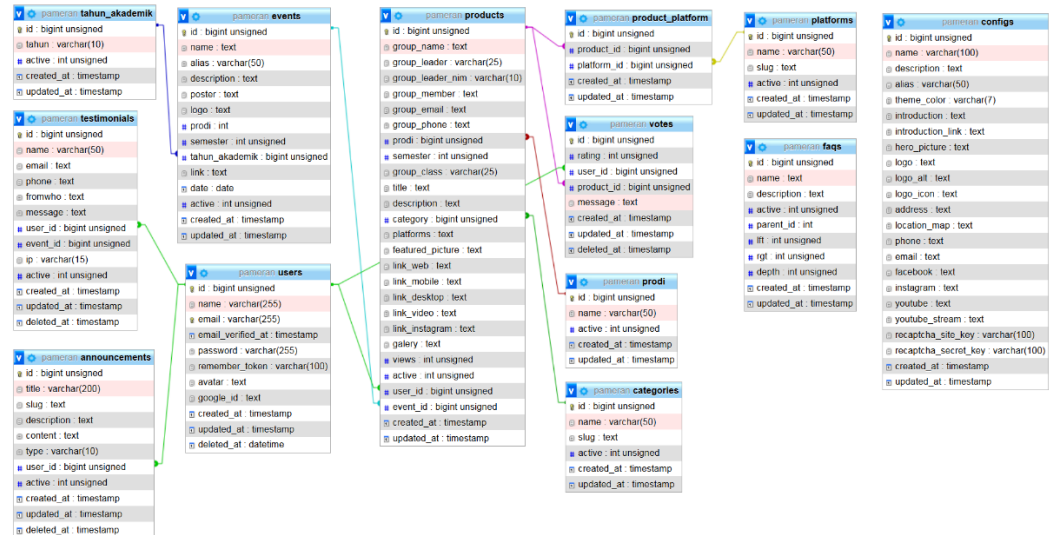 pameran tahun_akademik
id : bigint unsigned
tahun : varchar(10)
active : int unsigned
created_at : timestamp
updated_at : timestamp
pameran testimonials
id : bigint unsigned
name : varchar(50)
email : text
phone : text
fromwho : text
message : text
user_id : bigint unsigned
event_id : bigint unsigned
ip : varchar(15)
active : int unsigned
created_at : timestamp
updated_at : timestamp
deleted_at : timestamp
pameran announcements
id : bigint unsigned
title : varchar(200)
slug : text
description : text
content : text
type : varchar(10)
user_id : bigint unsigned
active : int unsigned
created_at : timestamp
updated_at : timestamp
deleted_at : timestamp
pameran events
id : bigint unsigned
name : text
alias : varchar(50)
description : text
poster : text
logo : text
prodi : int
semester : int unsigned
tahun_akademik : bigint unsigned
link : text
date : date
active : int unsigned
created_at : timestamp
updated_at : timestamp
pameran users
id : bigint unsigned
name : varchar(255)
email : varchar(255)
email_verified_at : timestamp
password : varchar(255)
remember_token : varchar(100)
avatar : text
google_id : text
created_at : timestamp
updated_at : timestamp
deleted_at : datetime
pameran products
id : bigint unsigned
group_name : text
group_leader : varchar(25)
group_leader_nim : varchar(10)
group_member : text
group_email : text
group_phone : text
prodi : bigint unsigned
semester : int unsigned
group_class : varchar(25)
title : text
description : text
category : bigint unsigned
platforms : text
featured_picture : text
link_web : text
link_mobile : text
link_desktop : text
link_video : text
link_instagram : text
galery : text
views : int unsigned
active : int unsigned
user_id : bigint unsigned
event_id : bigint unsigned
created_at : timestamp
updated_at : timestamp
pameran product_platform
id : bigint unsigned
product_id : bigint unsigned
platform_id : bigint unsigned
created_at : timestamp
updated_at : timestamp
pameran votes
id : bigint unsigned
rating : int unsigned
user_id : bigint unsigned
product_id : bigint unsigned
message : text
created_at : timestamp
updated_at : timestamp
deleted_at : timestamp
pameran prodi
id : bigint unsigned
name : varchar(50)
active : int unsigned
created_at : timestamp
updated_at : timestamp
pameran categories
id : bigint unsigned
name : varchar(50)
slug : text
active : int unsigned
created_at : timestamp
updated_at : timestamp
pameran platforms
id : bigint unsigned
name : varchar(50)
slug : text
active : int unsigned
created_at : timestamp
updated_at : timestamp
pameran faqs
id : bigint unsigned
name : text
description : text
active : int unsigned
parent_id : int
lft : int unsigned
rgt : int unsigned
depth : int unsigned
created_at : timestamp
updated_at : timestamp
pameran configs
id : bigint unsigned
name : varchar(100)
description : text
alias : varchar(50)
theme_color : varchar(7)
introduction : text
introduction_link : text
hero_picture : text
logo : text
logo_alt : text
logo_icon : text
address : text
location_map : text
phone : text
email : text
facebook : text
instagram : text
youtube : text
youtube_stream : text
recaptcha_site_key : varchar(100)
recaptcha_secret_key : varchar(100)
created_at : timestamp
updated_at : timestamp